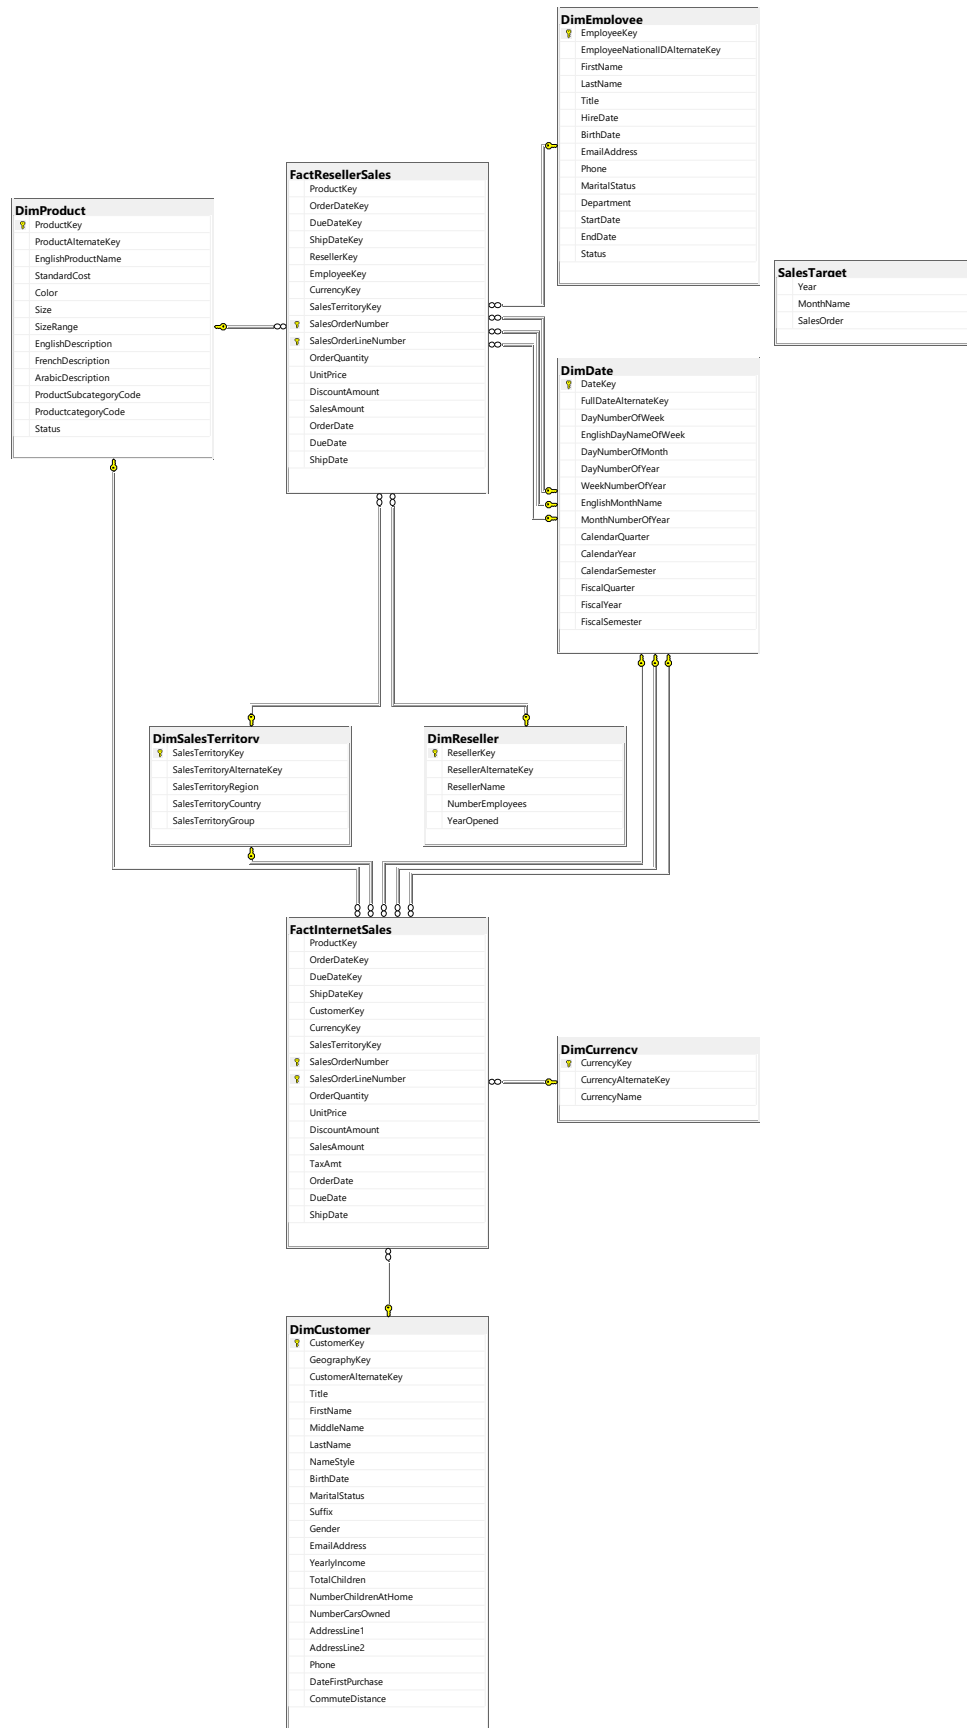 DimEmployee
EmployeeKey
EmployeeNationalIDAlternateKey
FirstName
LastName
Title
HireDate
BirthDate
EmailAddress
Phone
MaritalStatus
Department
StartDate
EndDate
Status
FactResellerSales
ProductKey
OrderDateKey
DueDateKey
ShipDateKey
ResellerKey
EmployeeKey
CurrencyKey
SalesTerritoryKey
SalesOrderNumber
SalesOrderLineNumber
OrderQuantity
UnitPrice
DiscountAmount
SalesAmount
OrderDate
DueDate
ShipDate
DimProduct
ProductKey
ProductAlternateKey
EnglishProductName
StandardCost
Color
Size
SizeRange
EnglishDescription
FrenchDescription
ArabicDescription
ProductSubcategoryCode
ProductcategoryCode
Status
SalesTarget
Year
MonthName
SalesOrder
DimDate
DateKey
FullDateAlternateKey
DayNumberOfWeek
EnglishDayNameOfWeek
DayNumberOfMonth
DayNumberOfYear
WeekNumberOfYear
EnglishMonthName
MonthNumberOfYear
CalendarQuarter
CalendarYear
CalendarSemester
FiscalQuarter
FiscalYear
FiscalSemester
DimSalesTerritory
SalesTerritoryKey
SalesTerritoryAlternateKey
SalesTerritoryRegion
SalesTerritoryCountry
SalesTerritoryGroup
DimReseller
ResellerKey
ResellerAlternateKey
ResellerName
NumberEmployees
YearOpened
FactInternetSales
ProductKey
OrderDateKey
DueDateKey
ShipDateKey
CustomerKey
CurrencyKey
SalesTerritoryKey
SalesOrderNumber
SalesOrderLineNumber
OrderQuantity
UnitPrice
DiscountAmount
SalesAmount
TaxAmt
OrderDate
DueDate
ShipDate
DimCurrency
CurrencyKey
CurrencyAlternateKey
CurrencyName
DimCustomer
CustomerKey
GeographyKey
CustomerAlternateKey
Title
FirstName
MiddleName
LastName
NameStyle
BirthDate
MaritalStatus
Suffix
Gender
EmailAddress
YearlyIncome
TotalChildren
NumberChildrenAtHome
NumberCarsOwned
AddressLine1
AddressLine2
Phone
DateFirstPurchase
CommuteDistance